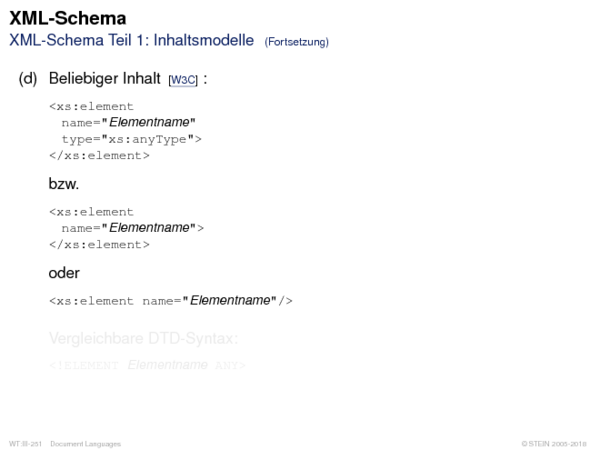 XML-Schema
XML-Schema Teil 1: Inhaltsmodelle (Fortsetzung)
(d) Beliebiger Inhalt [W3C] :
<xs:element
name="Elementname"
type="xs:anyType">
</xs:element>
bzw.
<xs:element
name="Elementname">
</xs:element>
oder
<xs:element name="Elementname"/>
Vergleichbare DTD-Syntax:
<!ELEMENT Elementname ANY>
WT:III-251 Document Languages
© STEIN 2005-2018